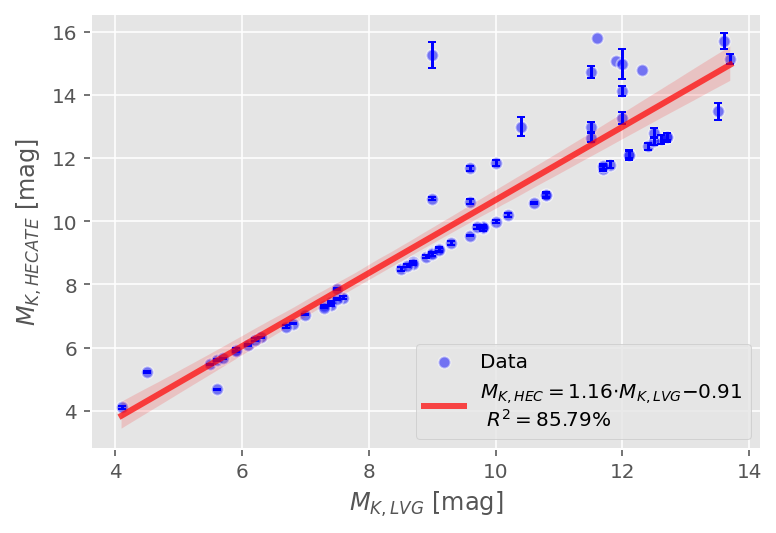 16
14
12
10
8
6
4
M_{K, HECATE} [mag]
Data
M_{K, HEC} = 1.16·M_{K, LVG} − 0.91
R² = 85.79%
4 6 8 10 12 14
M_{K, LVG} [mag]